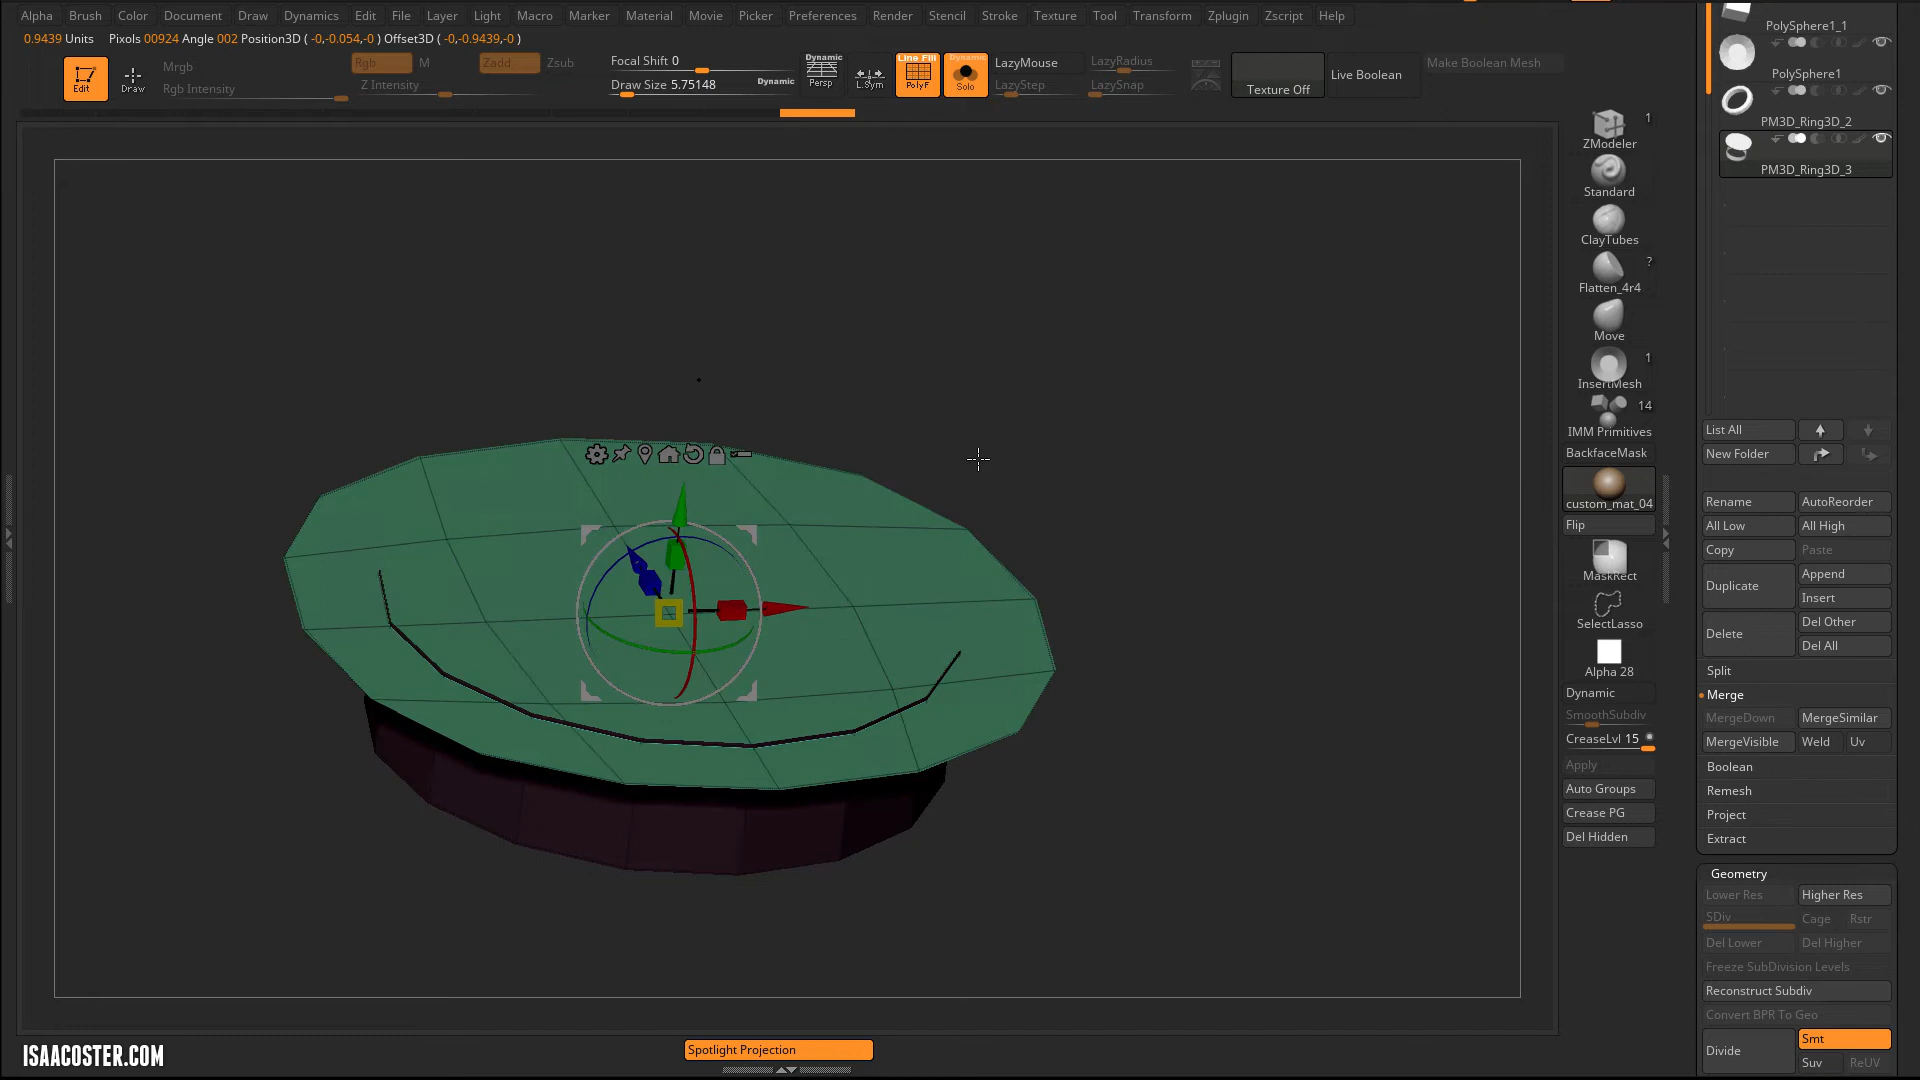 Alpha Brush Color Document Draw Dynamics Edit File Layer Light Macro Marker Material Movie Picker Preferences Render Stencil Stroke Texture Tool Transform Zplugin Zscript Help
0.9439 Units Pixols 00924 Angle 002 Position3D ( -0,-0.054,-0 ) Offset3D ( -0,-0.9439,-0 )
Edit
Draw
Mrgb
Rgb Intensity
Rgb
M
Zadd
Zsub
Z Intensity
Focal Shift 0
Draw Size 5.75148
Dynamic
Dynamic
Persp
L.Sym
Line Fill
PolyF
Dynamic
Solo
LazyMouse
LazyStep
LazyRadius
LazySnap
Texture Off
Live Boolean
Make Boolean Mesh
ZModeler
1
Standard
ClayTubes
Flatten_4r4
?
Move
InsertMesh
1
IMM Primitives
14
BackfaceMask
custom_mat_04
Flip
MaskRect
SelectLasso
Alpha 28
Dynamic
SmoothSubdiv
CreaseLvl 15
Apply
Auto Groups
Crease PG
Del Hidden
PolySphere1_1
PolySphere1
PM3D_Ring3D_2
PM3D_Ring3D_3
List All
New Folder
Rename AutoReorder
All Low All High
Copy Paste
Duplicate
Append
Insert
Delete
Del Other
Del All
Split
Merge
MergeDown MergeSimilar
MergeVisible Weld Uv
Boolean
Remesh
Project
Extract
Geometry
Lower Res Higher Res
SDiv Cage Rstr
Del Lower Del Higher
Freeze SubDivision Levels
Reconstruct Subdiv
Convert BPR To Geo
Divide
Smt
Suv ReUV
Spotlight Projection
ISAACOSTER.COM